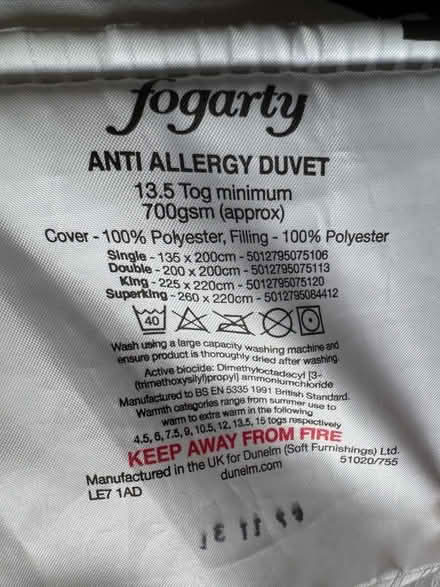 fogarty
ANTI ALLERGY DUVET
13.5 Tog minimum
700gsm (approx)
Cover - 100% Polyester, Filling - 100% Polyester
Single - 135 x 200cm - 5012795075106
Double - 200 x 200cm - 5012795075113
King - 225 x 220cm - 5012795075120
Superking - 260 x 220cm - 5012795084412
40
Wash using a large capacity washing machine and
ensure product is thoroughly dried after washing.
Active biocide: Dimethyloctadecyl [3-
(trimethoxysilyl)propyl] ammoniumchloride
Manufactured to BS EN 5335 1991 British Standard.
Warmth categories range from summer use to
warm to extra warm in the following
4.5, 6, 7.5, 9, 10.5, 12, 13.5, 15 togs respectively
KEEP AWAY FROM FIRE
Manufactured in the UK for Dunelm (Soft Furnishings) Ltd.
LE7 1AD
dunelm.com
51020/755